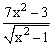 7x² − 3
√x² − 1